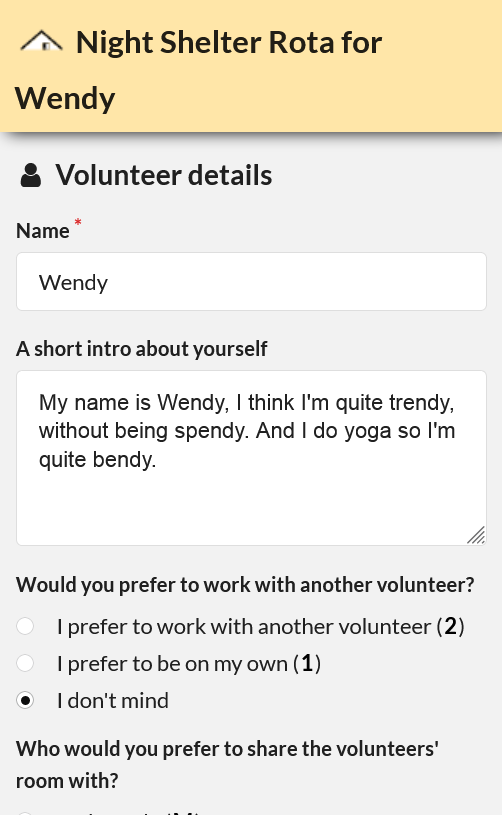 Night Shelter Rota for
Wendy
Volunteer details
Name *
Wendy
A short intro about yourself
My name is Wendy, I think I'm quite trendy,
without being spendy. And I do yoga so I'm
quite bendy.
Would you prefer to work with another volunteer?
I prefer to work with another volunteer (2)
I prefer to be on my own (1)
I don't mind
Who would you prefer to share the volunteers'
room with?